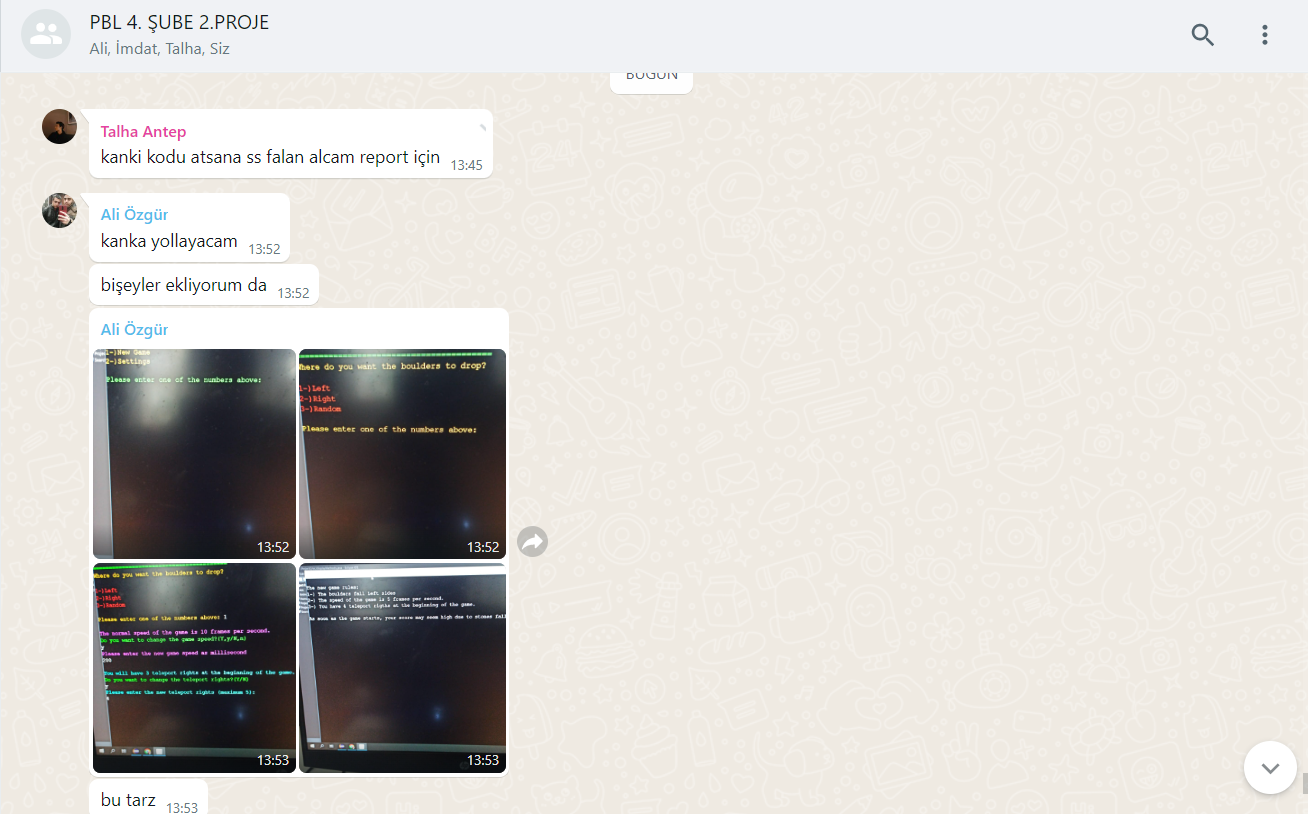 PBL 4. ŞUBE 2.PROJE
Ali, İmdat, Talha, Siz
BUGÜN
Talha Antep
kanki kodu atsana ss falan alcam report için 13:45
Ali Özgür
kanka yollayacam 13:52
bişeyler ekliyorum da 13:52
Ali Özgür
1-)New Game
2-)Settings
Please enter one of the numbers above:
13:52
Where do you want the boulders to drop?
1-)Left
2-)Right
3-)Random
Please enter one of the numbers above:
13:52
Where do you want the boulders to drop?
1-)Left
2-)Right
3-)Random
Please enter one of the numbers above: 1
The normal speed of the game is 10 frames per second.
Do you want to change the game speed?(Y,y/N,n)
y
Please enter the new game speed as millisecond
200
You will have 3 teleport rights at the beginning of the game.
Do you want to change the teleport rights?(Y/N)
y
Please enter the new teleport rights (maximum 5):
13:53
The new game rules:
1-) The boulders fall left sides
2-) The speed of the game is 5 frames per second.
3-) You have 4 teleport rigths at the beginning of the game.
As soon as the game starts, your score may seem high due to stones fall
13:53
bu tarz 13:53